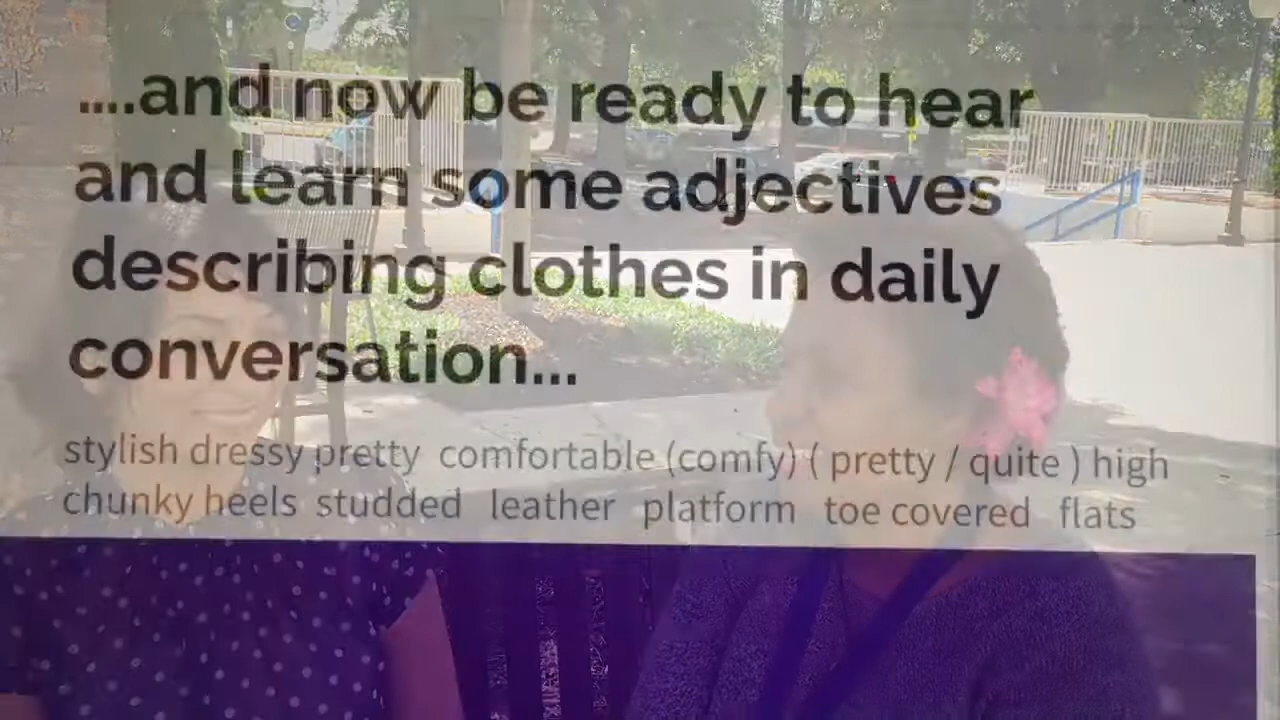 ....and now be ready to hear
and learn some adjectives
describing clothes in daily
conversation...
stylish dressy pretty comfortable (comfy) ( pretty / quite ) high
chunky heels studded leather platform toe covered flats